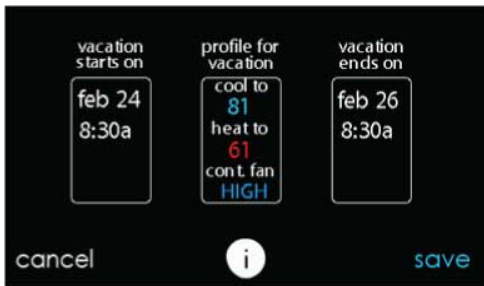 vacation
starts on
feb 24
8:30a
profile for
vacation
cool to
81
heat to
61
cont. fan
HIGH
vacation
ends on
feb 26
8:30a
cancel
i
save